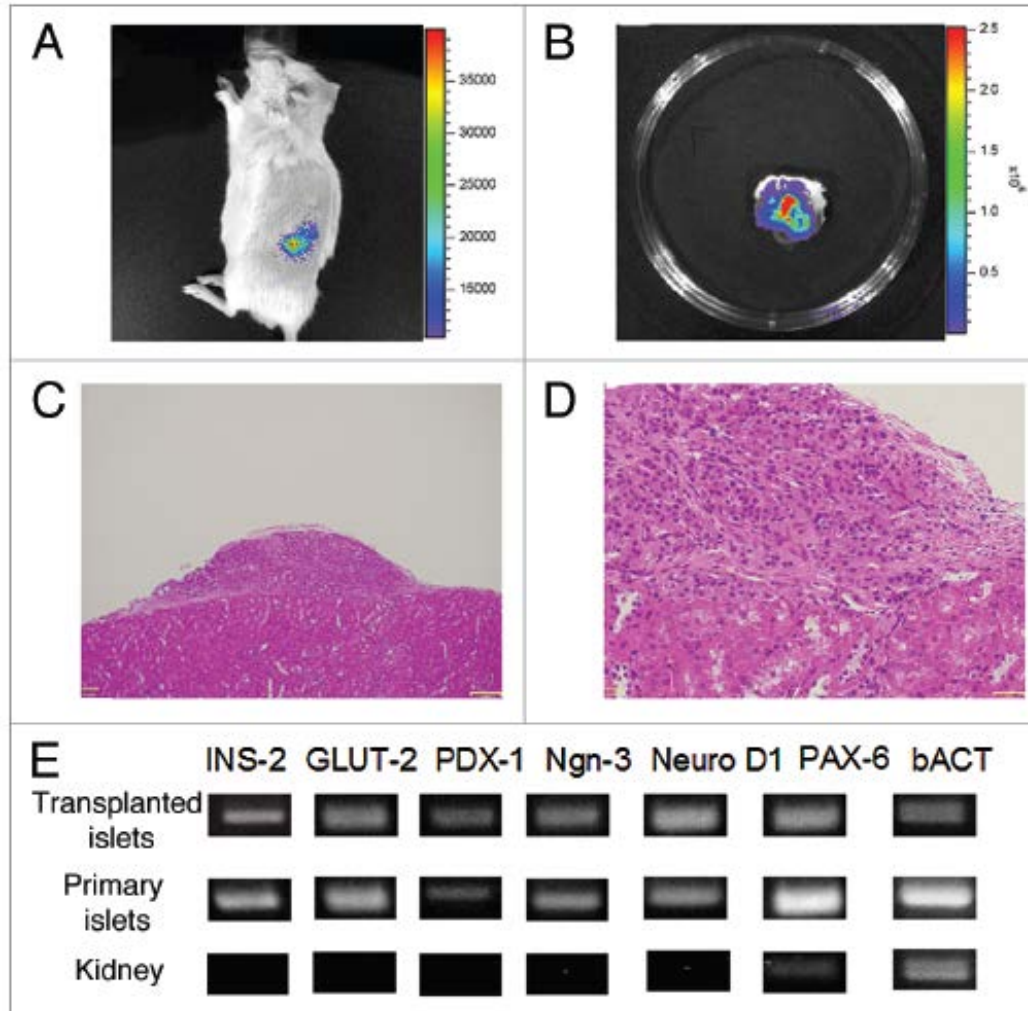 A
35000
30000
25000
20000
15000
B
2.5
2.0
1.5
1.0
0.5
x10⁶
C
D
E
INS-2 GLUT-2 PDX-1 Ngn-3 Neuro D1 PAX-6 bACT
Transplanted
islets
Primary
islets
Kidney